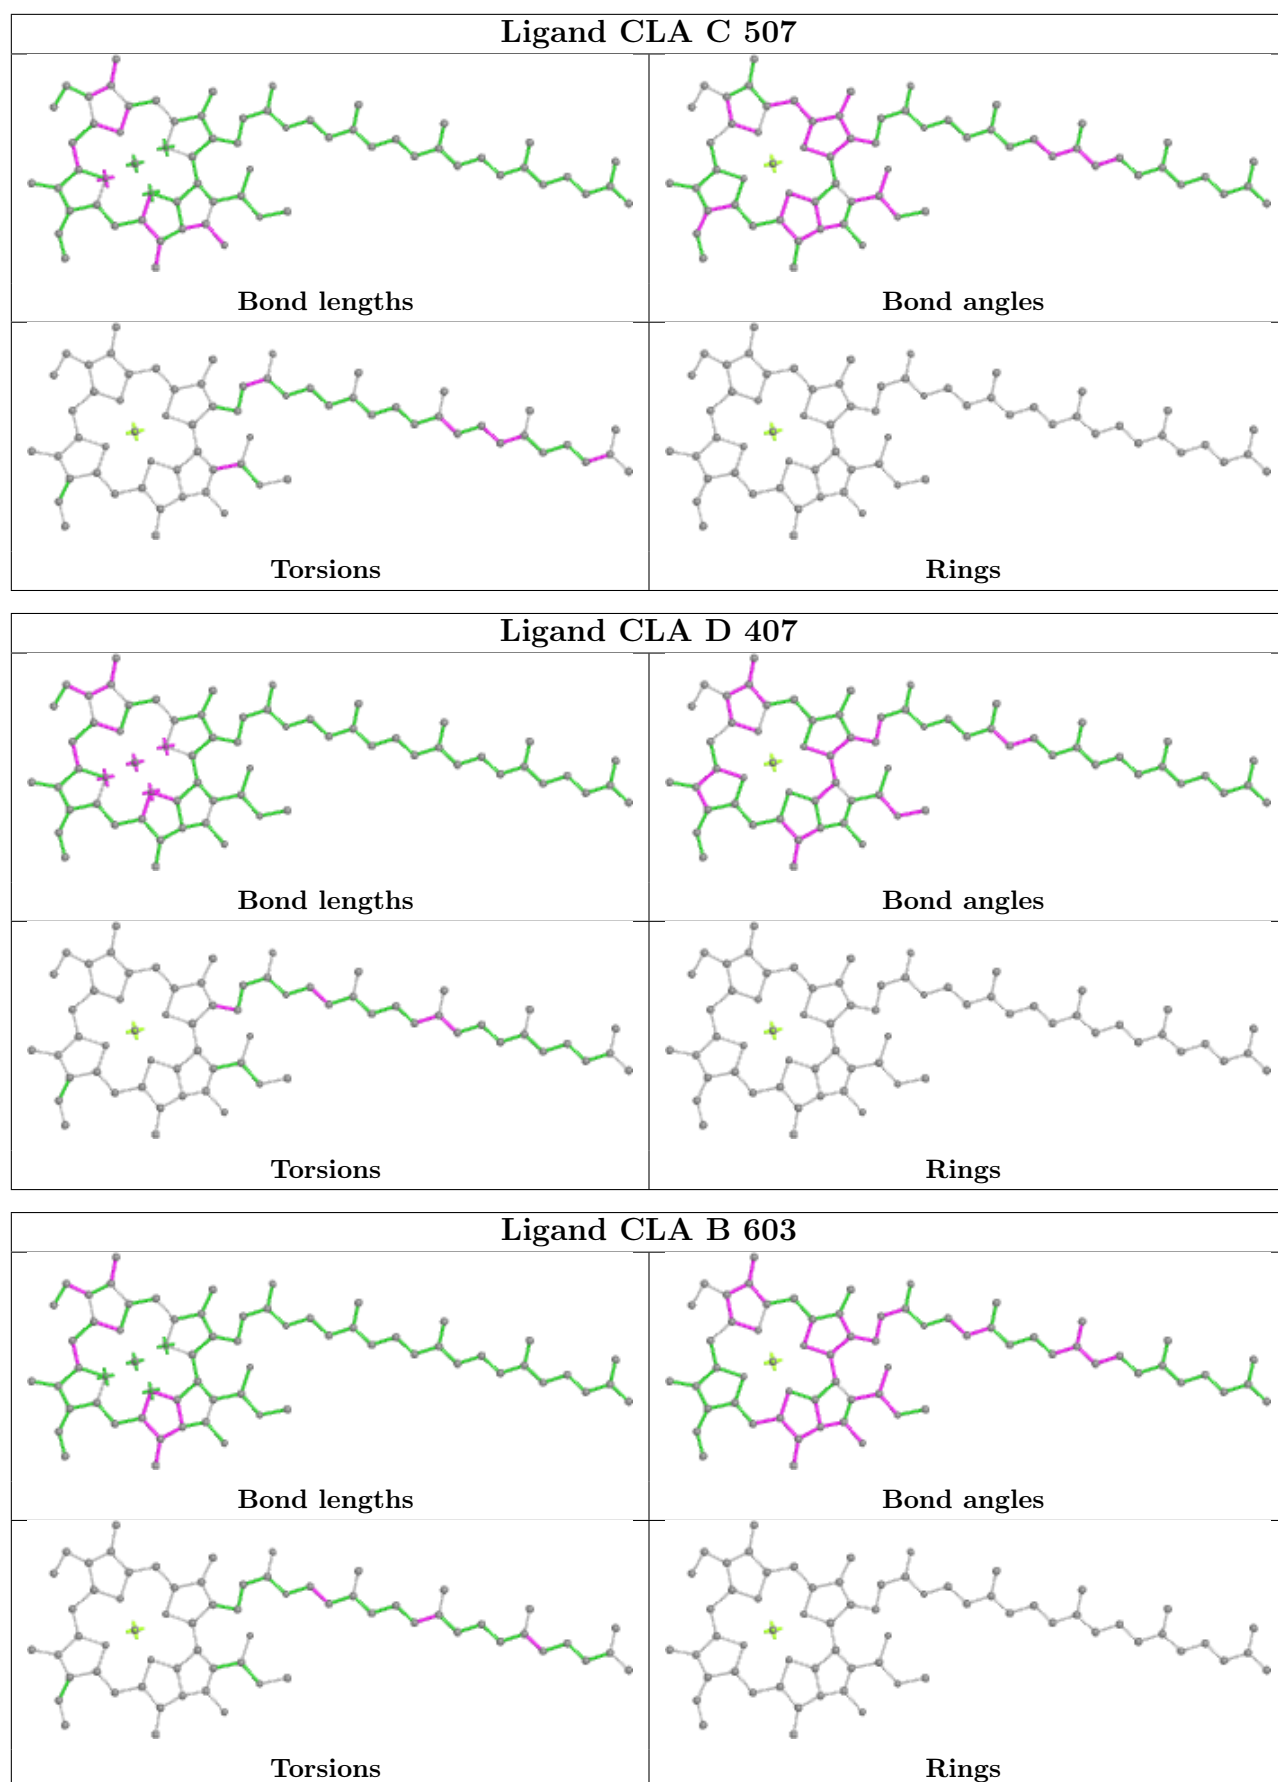 Ligand CLA C 507
Bond lengths
Bond angles
Torsions
Rings
Ligand CLA D 407
Bond lengths
Bond angles
Torsions
Rings
Ligand CLA B 603
Bond lengths
Bond angles
Torsions
Rings